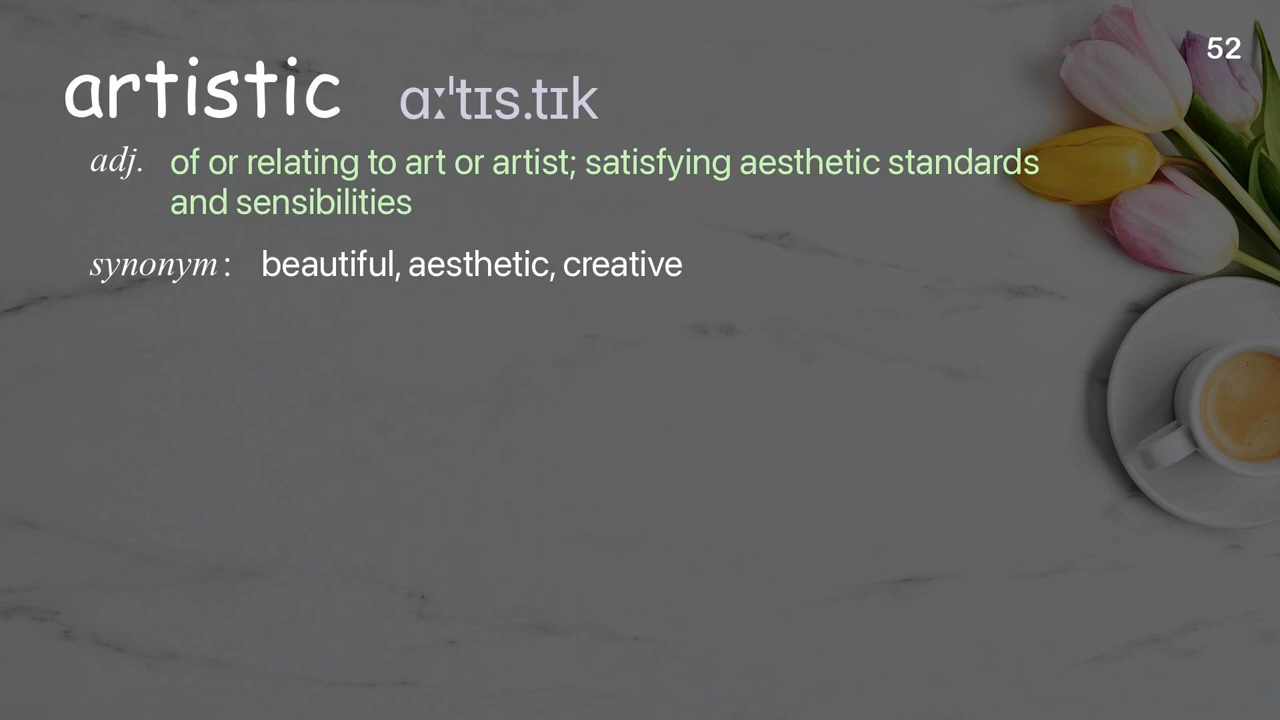 52
artistic ɑːˈtɪs.tɪk
adj. of or relating to art or artist; satisfying aesthetic standards
and sensibilities
synonym: beautiful, aesthetic, creative